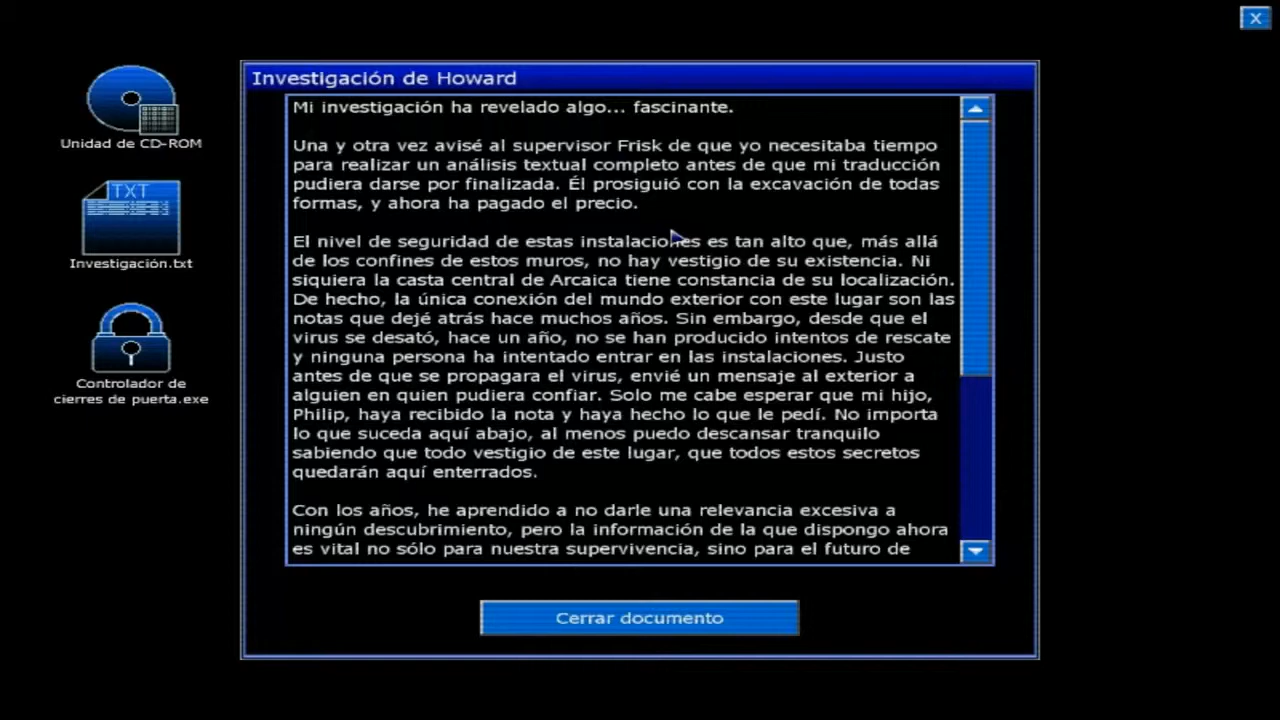 X
Investigación de Howard
Mi investigación ha revelado algo... fascinante.
Una y otra vez avisé al supervisor Frisk de que yo necesitaba tiempo
para realizar un análisis textual completo antes de que mi traducción
pudiera darse por finalizada. Él prosiguió con la excavación de todas
formas, y ahora ha pagado el precio.
El nivel de seguridad de estas instalaciones es tan alto que, más allá
de los confines de estos muros, no hay vestigio de su existencia. Ni
siquiera la casta central de Arcaica tiene constancia de su localización.
De hecho, la única conexión del mundo exterior con este lugar son las
notas que dejé atrás hace muchos años. Sin embargo, desde que el
virus se desató, hace un año, no se han producido intentos de rescate
y ninguna persona ha intentado entrar en las instalaciones. Justo
antes de que se propagara el virus, envié un mensaje al exterior a
alguien en quien pudiera confiar. Solo me cabe esperar que mi hijo,
Philip, haya recibido la nota y haya hecho lo que le pedí. No importa
lo que suceda aquí abajo, al menos puedo descansar tranquilo
sabiendo que todo vestigio de este lugar, que todos estos secretos
quedarán aquí enterrados.
Con los años, he aprendido a no darle una relevancia excesiva a
ningún descubrimiento, pero la información de la que dispongo ahora
es vital no sólo para nuestra supervivencia, sino para el futuro de
Cerrar documento
Unidad de CD-ROM
TXT
Investigación.txt
Controlador de
cierres de puerta.exe